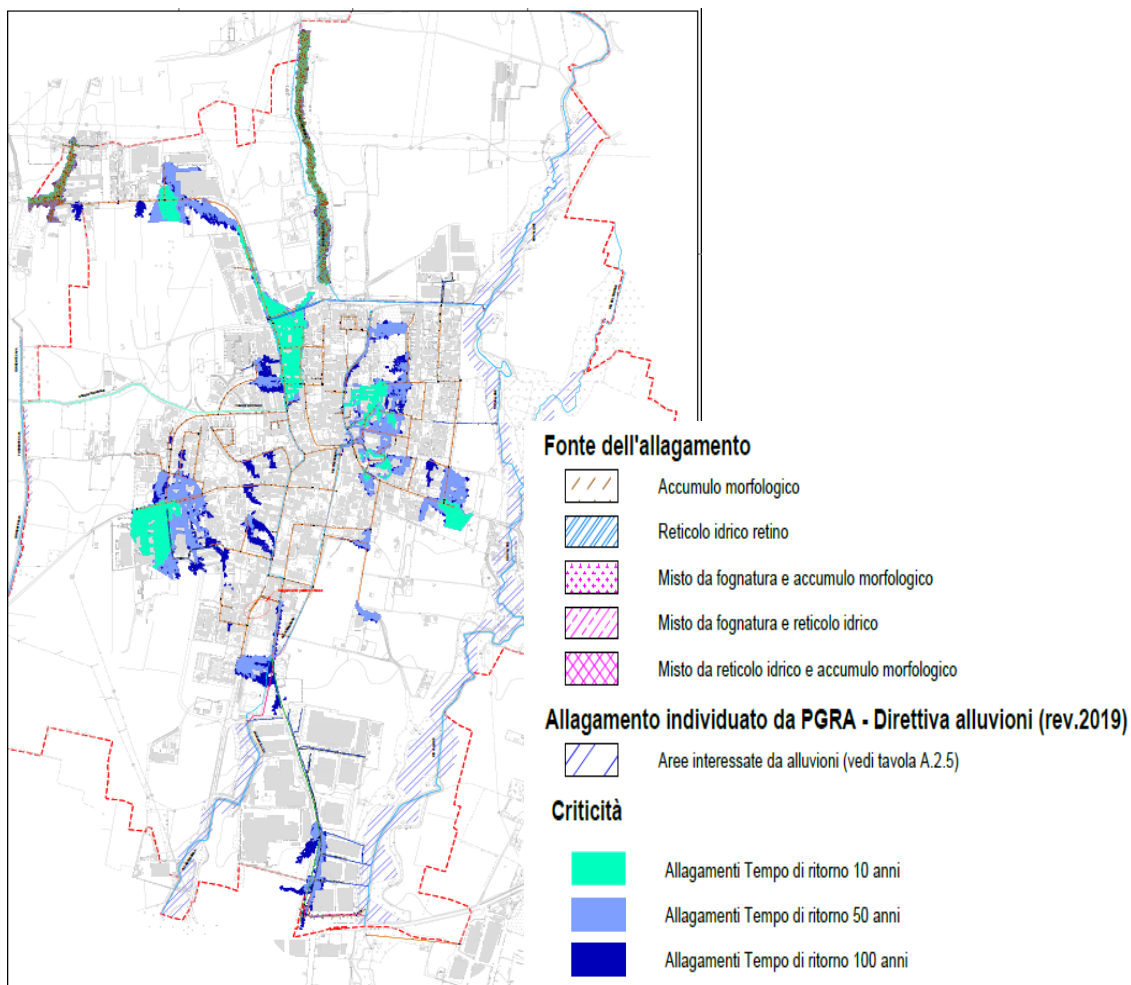 Fonte dell'allagamento
Accumulo morfologico
Reticolo idrico retino
Misto da fognatura e accumulo morfologico
Misto da fognatura e reticolo idrico
Misto da reticolo idrico e accumulo morfologico
Allagamento individuato da PGRA - Direttiva alluvioni (rev.2019)
Aree interessate da alluvioni (vedi tavola A.2.5)
Criticità
Allagamenti Tempo di ritorno 10 anni
Allagamenti Tempo di ritorno 50 anni
Allagamenti Tempo di ritorno 100 anni